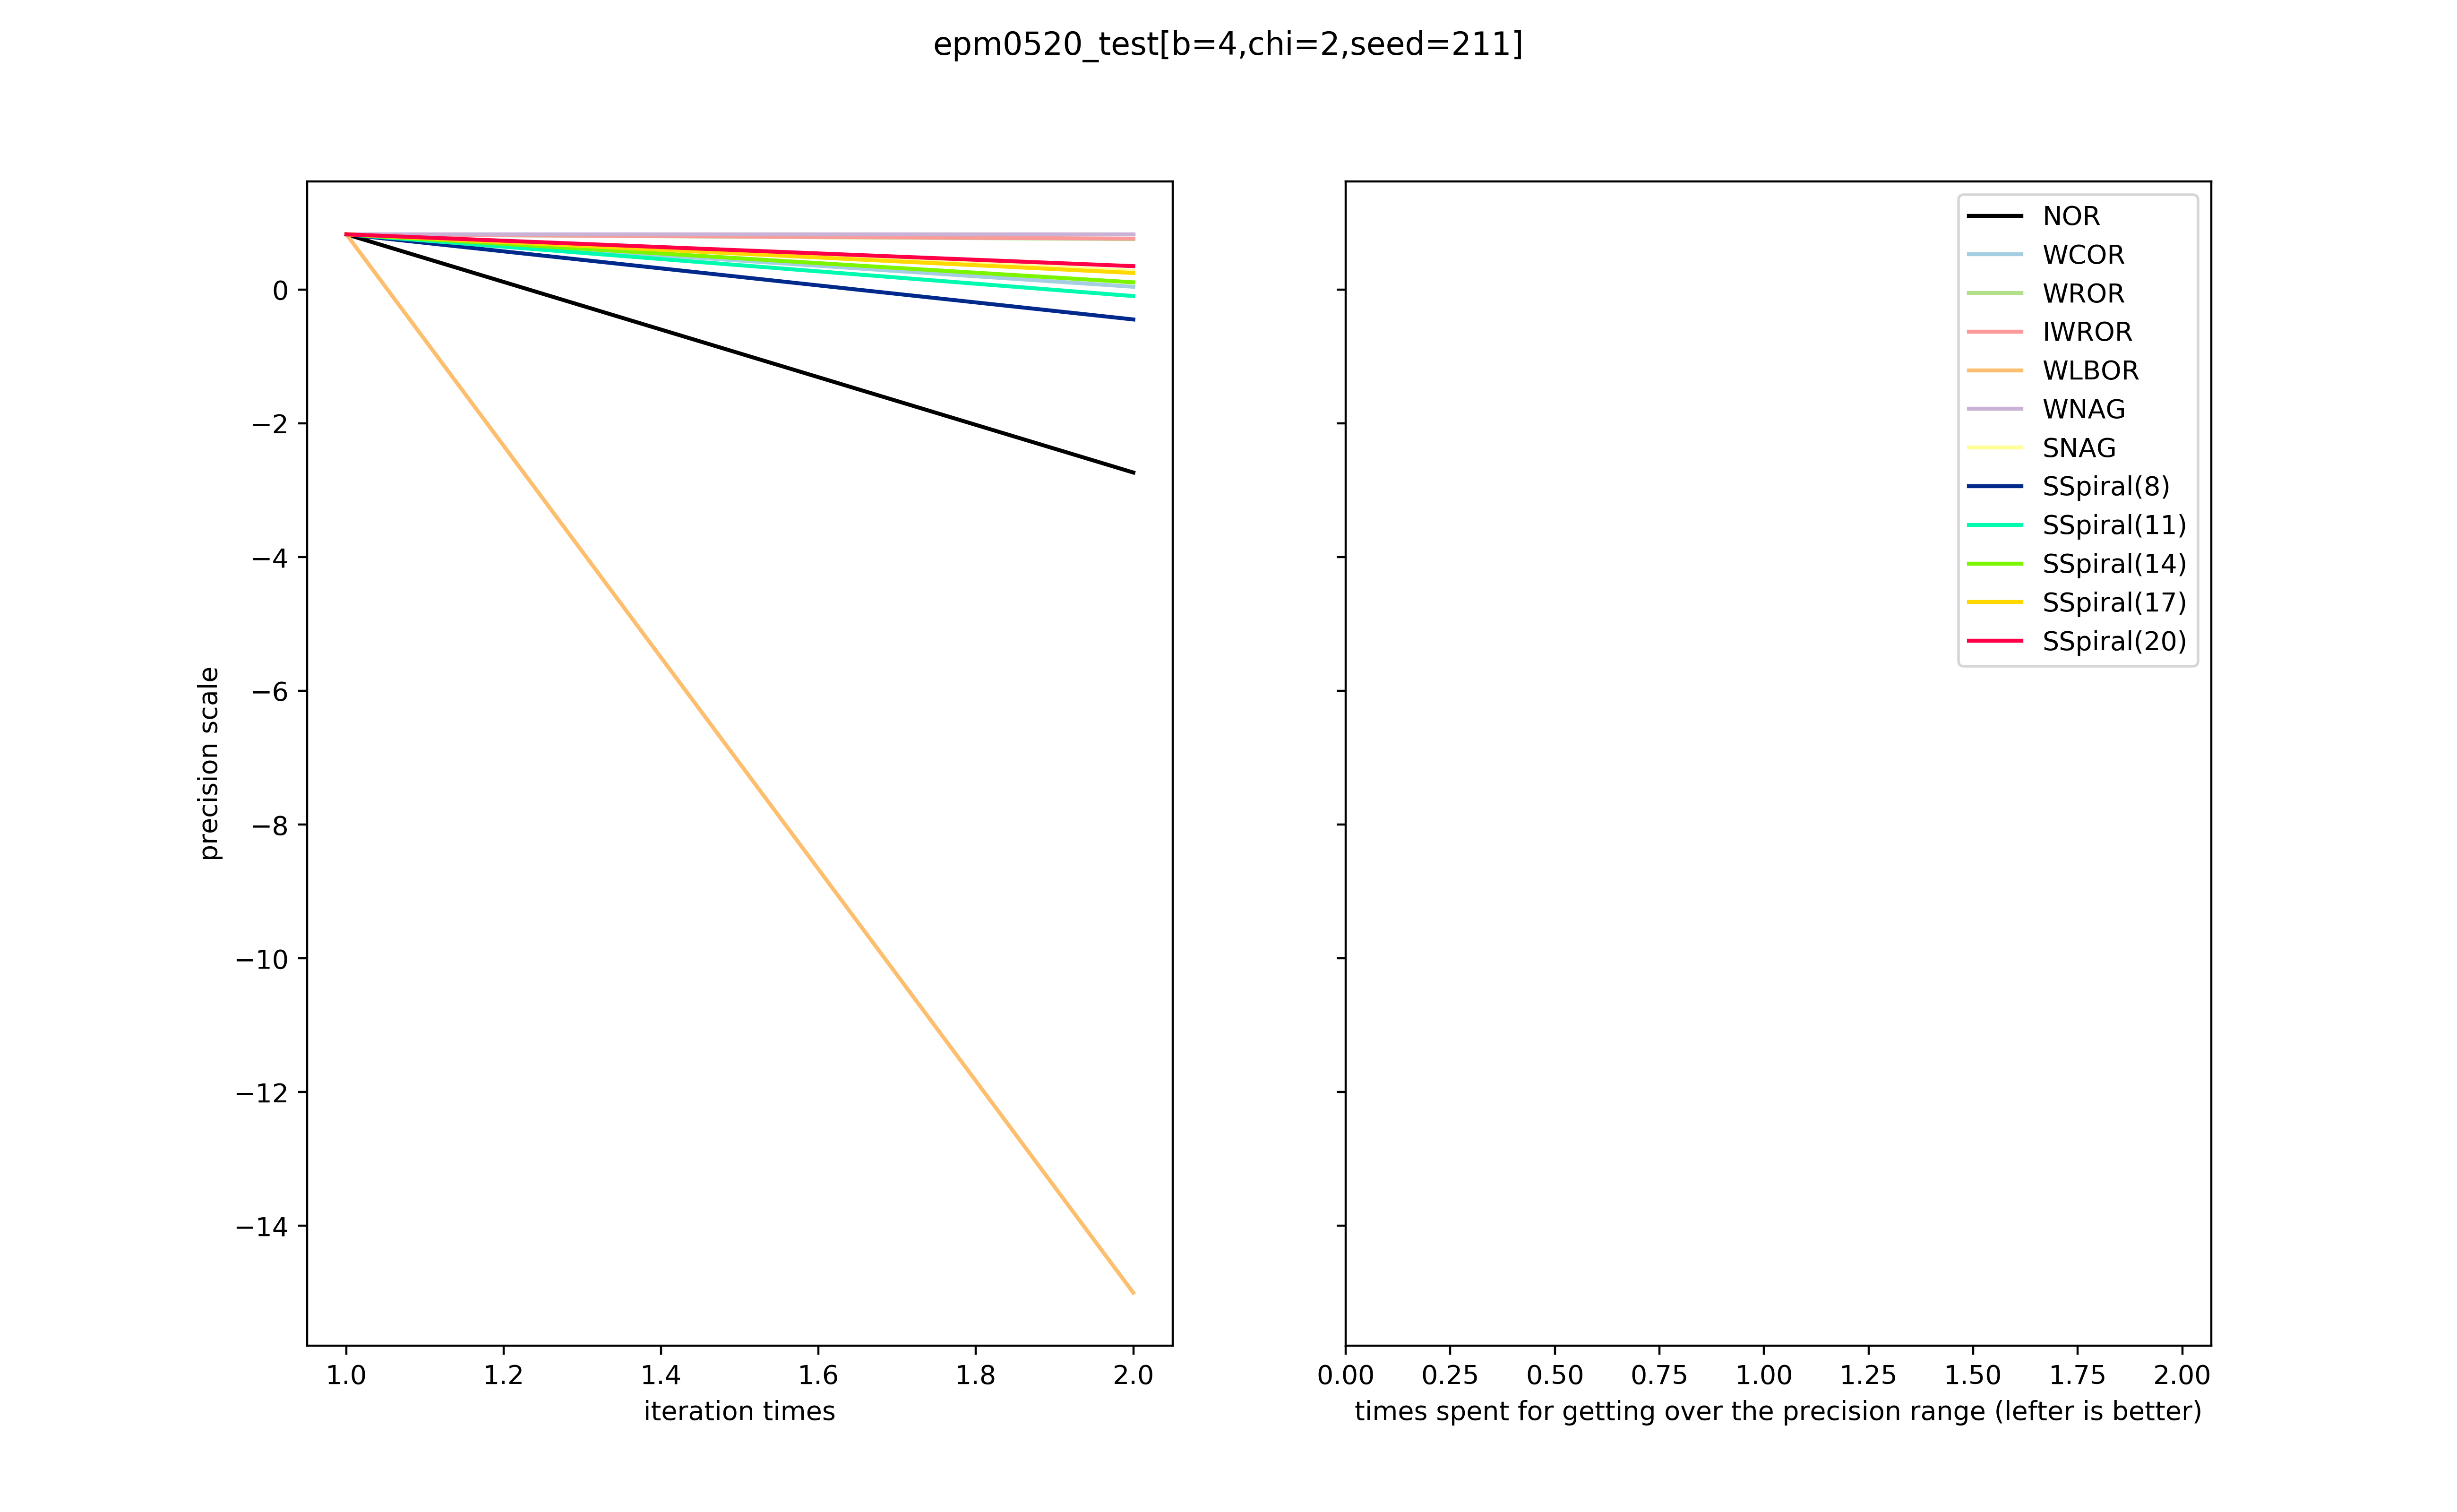 epm0520_test[b=4,chi=2,seed=211]
precision scale
0
−2
−4
−6
−8
−10
−12
−14
1.0 1.2 1.4 1.6 1.8 2.0
iteration times
NOR
WCOR
WROR
IWROR
WLBOR
WNAG
SNAG
SSpiral(8)
SSpiral(11)
SSpiral(14)
SSpiral(17)
SSpiral(20)
0.00 0.25 0.50 0.75 1.00 1.25 1.50 1.75 2.00
times spent for getting over the precision range (lefter is better)